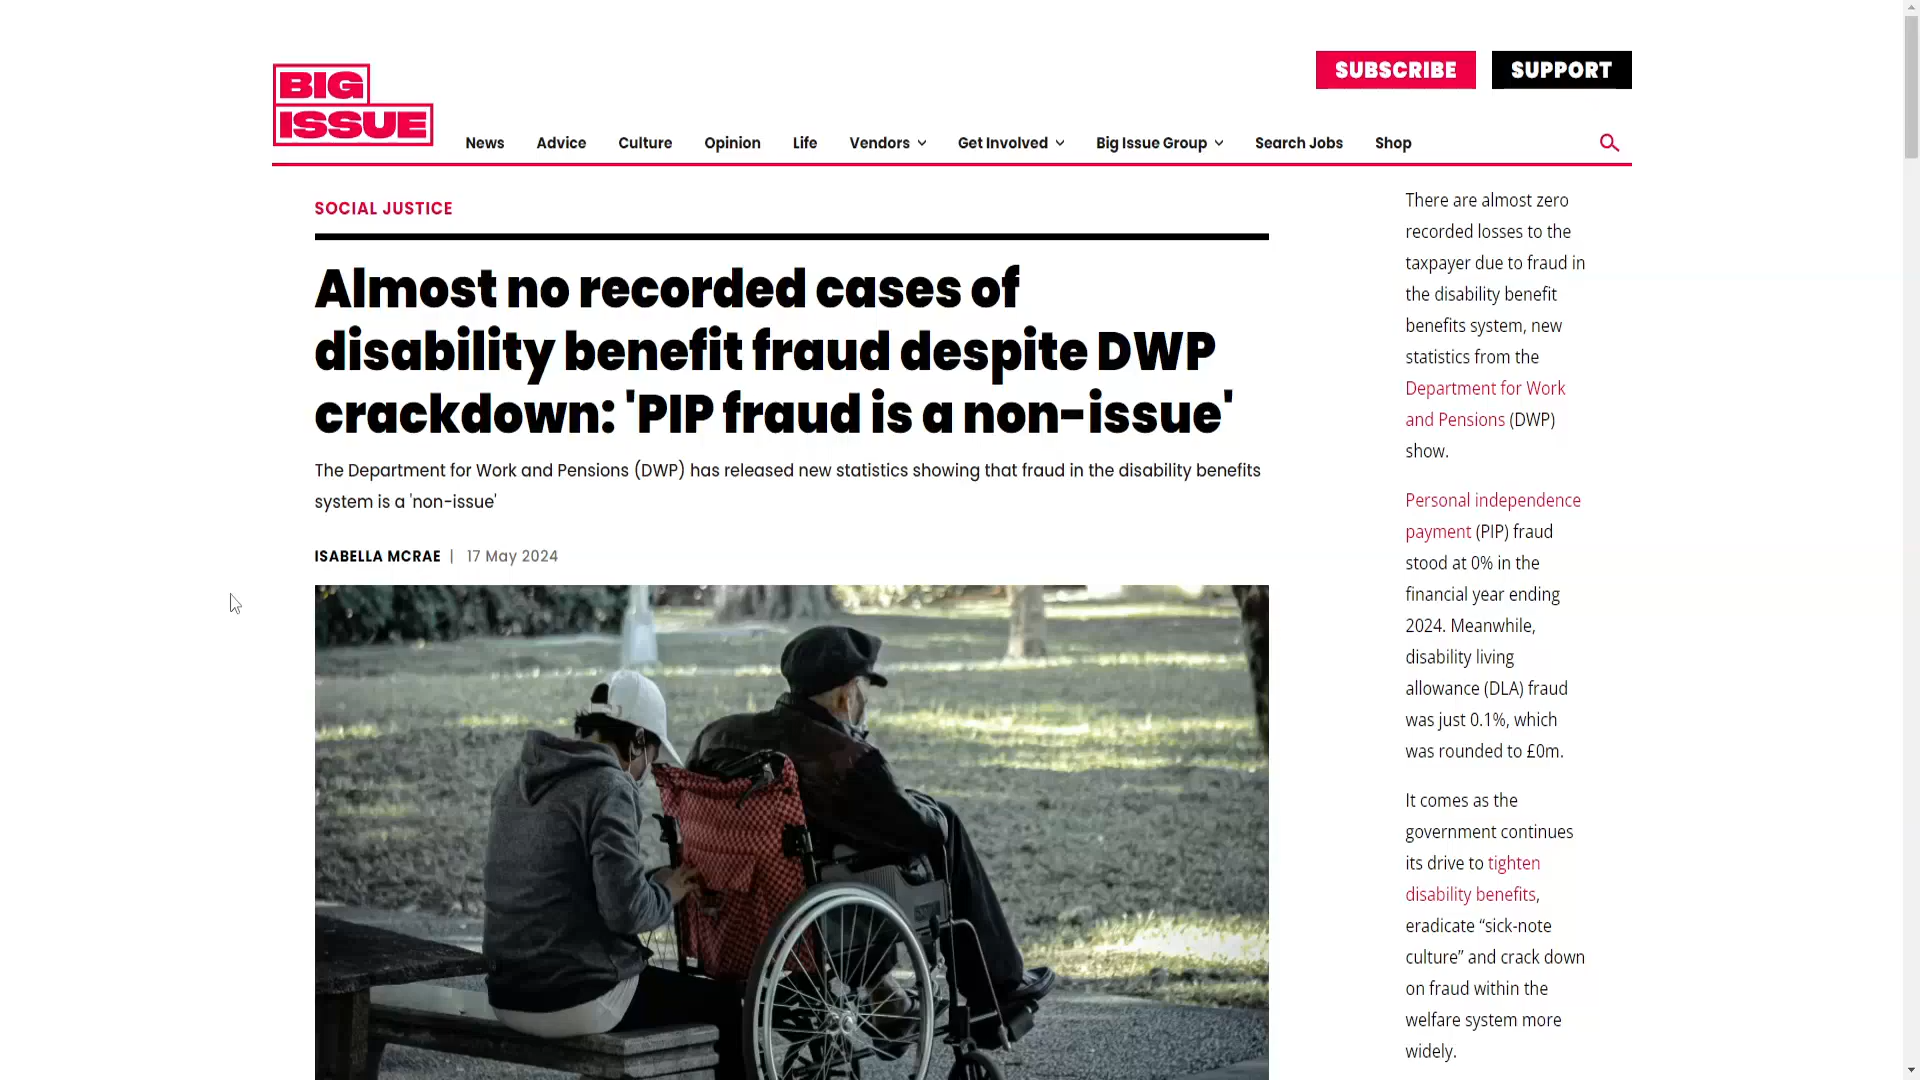 SUBSCRIBE SUPPORT
BIG
ISSUE
News Advice Culture Opinion Life Vendors Get Involved Big Issue Group Search Jobs Shop
SOCIAL JUSTICE
Almost no recorded cases of
disability benefit fraud despite DWP
crackdown: 'PIP fraud is a non-issue'
The Department for Work and Pensions (DWP) has released new statistics showing that fraud in the disability benefits
system is a 'non-issue'
ISABELLA MCRAE | 17 May 2024
There are almost zero
recorded losses to the
taxpayer due to fraud in
the disability benefit
benefits system, new
statistics from the
Department for Work
and Pensions (DWP)
show.
Personal independence
payment (PIP) fraud
stood at 0% in the
financial year ending
2024. Meanwhile,
disability living
allowance (DLA) fraud
was just 0.1%, which
was rounded to £0m.
It comes as the
government continues
its drive to tighten
disability benefits,
eradicate “sick-note
culture” and crack down
on fraud within the
welfare system more
widely.